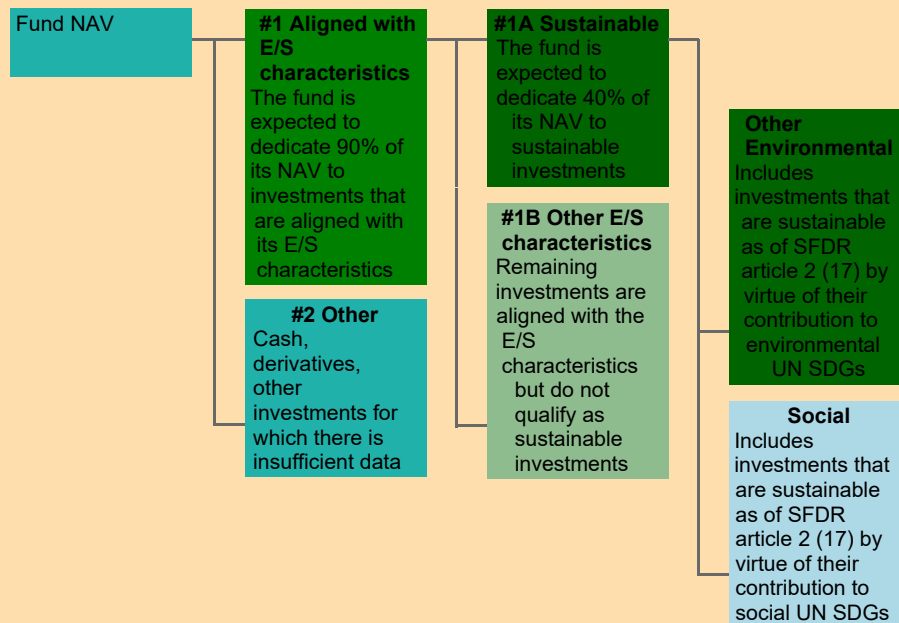 Fund NAV
#1 Aligned with
E/S
characteristics
The fund is
expected to
dedicate 90% of
its NAV to
investments that
are aligned with
its E/S
characteristics
#2 Other
Cash,
derivatives,
other
investments for
which there is
insufficient data
#1A Sustainable
The fund is
expected to
dedicate 40% of
its NAV to
sustainable
investments
#1B Other E/S
characteristics
Remaining
investments are
aligned with the
E/S
characteristics
but do not
qualify as
sustainable
investments
Other
Environmental
Includes
investments that
are sustainable
as of SFDR
article 2 (17) by
virtue of their
contribution to
environmental
UN SDGs
Social
Includes
investments that
are sustainable
as of SFDR
article 2 (17) by
virtue of their
contribution to
social UN SDGs